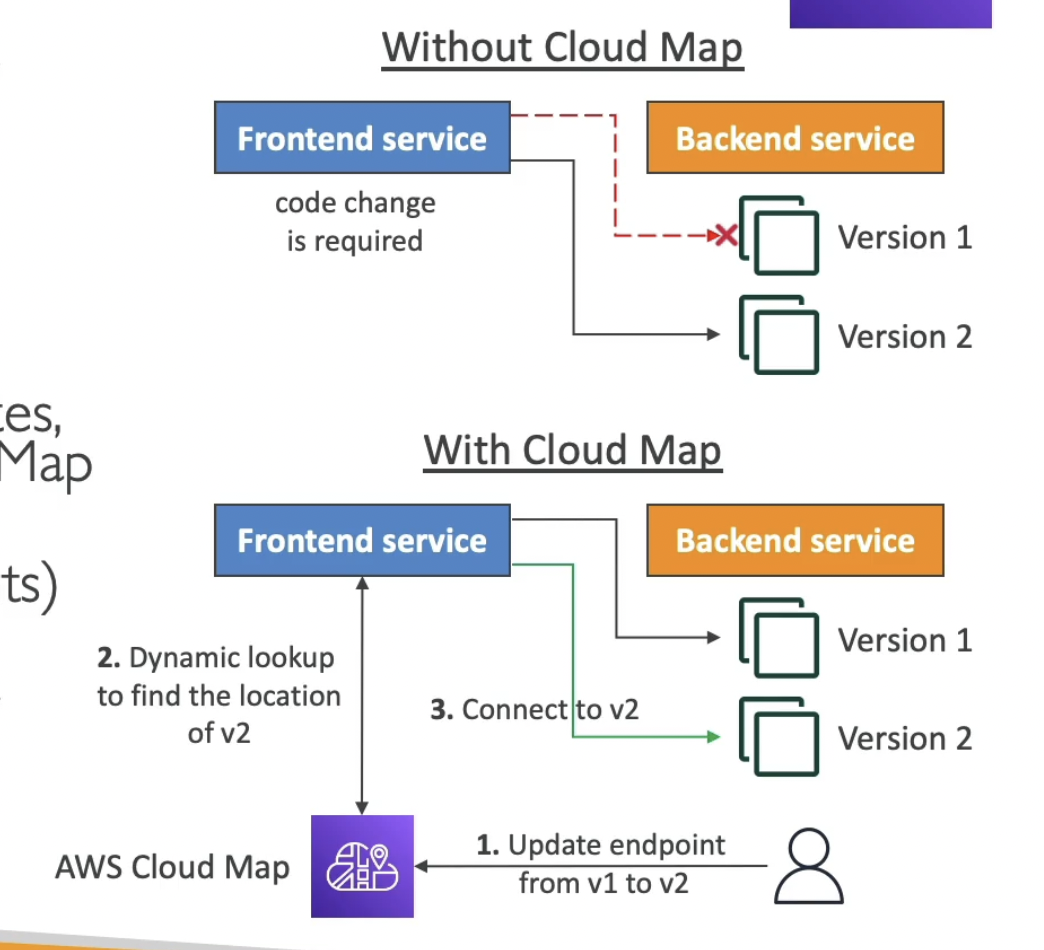 Without Cloud Map
Frontend service
Backend service
code change
is required
Version 1
Version 2
tes,
Map
ts)
With Cloud Map
Frontend service
Backend service
Version 1
2. Dynamic lookup
to find the location
of v2
3. Connect to v2
Version 2
AWS Cloud Map
1. Update endpoint
from v1 to v2